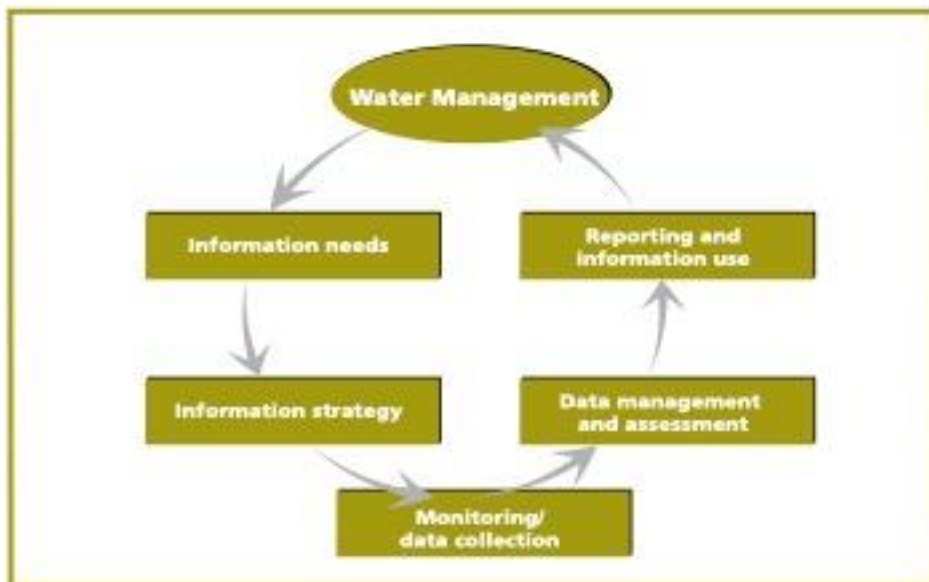 Water Management
Information needs
Reporting and
information use
Information strategy
Data management
and assessment
Monitoring/
data collection